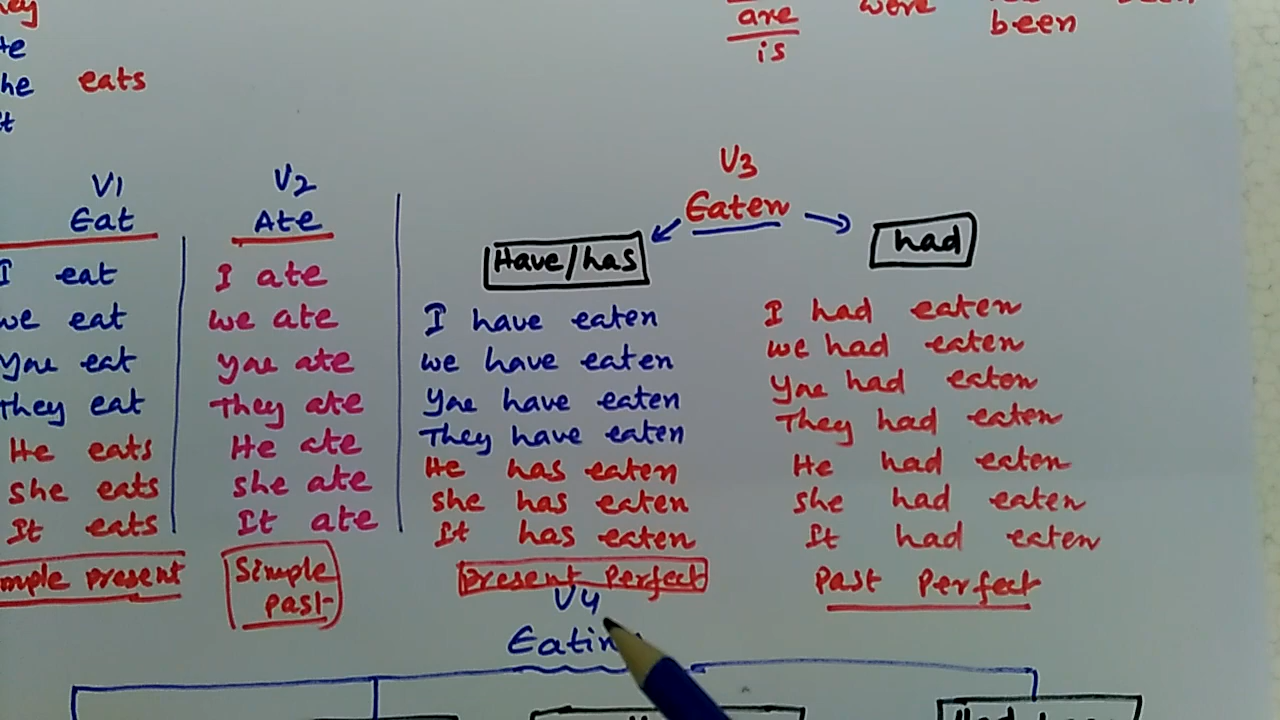 are were
been
is
eats
V1 V2 V3
Eat Ate Eaten
Have/has had
I eat I ate I have eaten I had eaten
we eat we ate we have eaten we had eaten
You eat You ate You have eaten You had eaten
They eat They ate They have eaten They had eaten
He eats He ate He has eaten He had eaten
She eats She ate She has eaten She had eaten
It eats It ate It has eaten It had eaten
present Simple past Present Perfect Past Perfect
V4